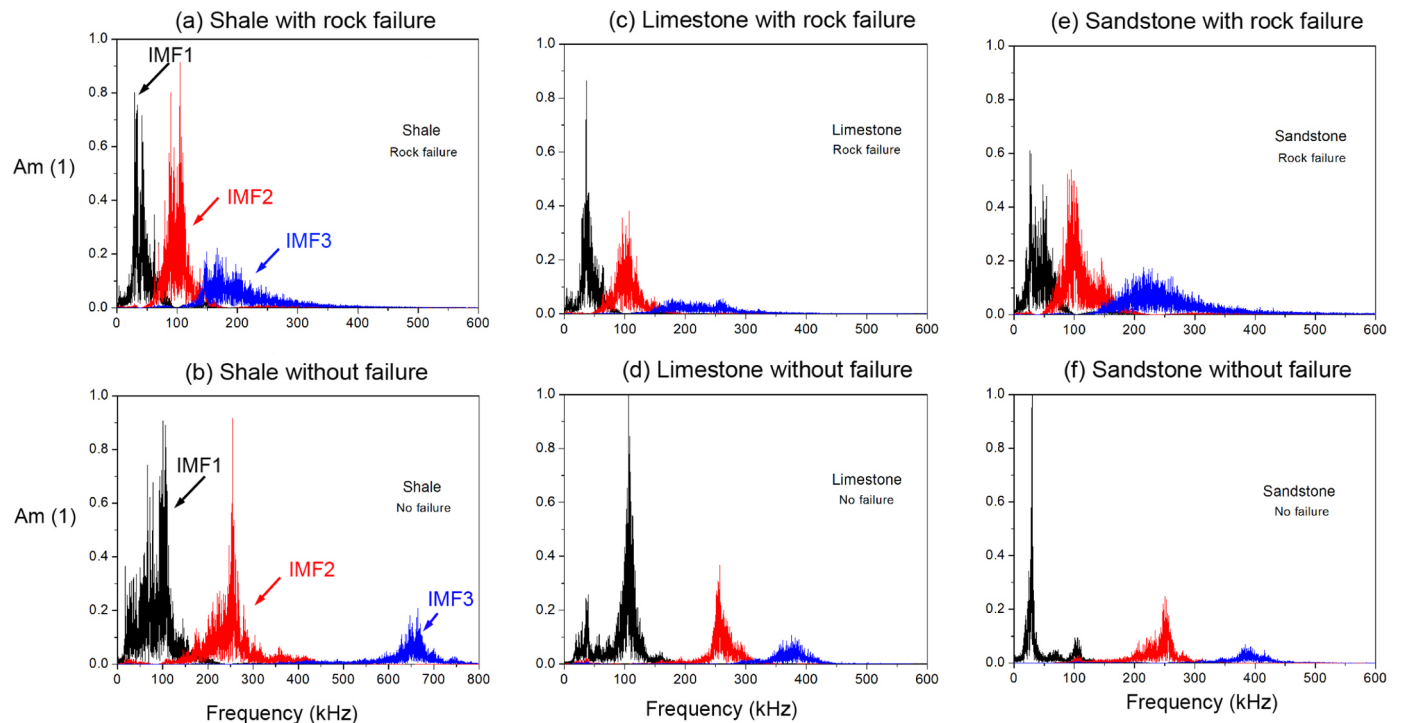 (a) Shale with rock failure
(c) Limestone with rock failure
(e) Sandstone with rock failure
1.0
0.8
0.6
0.4
0.2
0.0
0
100
200
300
400
500
600
IMF1
IMF2
IMF3
Shale
Rock failure
Am (1)
1.0
0.8
0.6
0.4
0.2
0.0
0
100
200
300
400
500
600
Limestone
Rock failure
1.0
0.8
0.6
0.4
0.2
0.0
0
100
200
300
400
500
600
Sandstone
Rock failure
(b) Shale without failure
(d) Limestone without failure
(f) Sandstone without failure
1.0
0.8
0.6
0.4
0.2
0.0
0
100
200
300
400
500
600
700
800
IMF1
IMF2
IMF3
Shale
No failure
Am (1)
Frequency (kHz)
1.0
0.8
0.6
0.4
0.2
0.0
0
100
200
300
400
500
600
Limestone
No failure
Frequency (kHz)
1.0
0.8
0.6
0.4
0.2
0.0
0
100
200
300
400
500
600
Sandstone
No failure
Frequency (kHz)